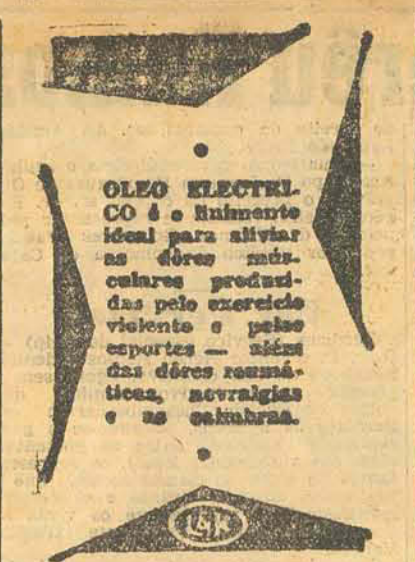 OLEO ELECTRI-
CO é o linimento
ideal para aliviar
as dôres mús-
culares produzi-
das pelo exercicio
violento e pelos
esportes — além
das dôres reumá-
ticas, nevralgias
e as caimbras.
L&K